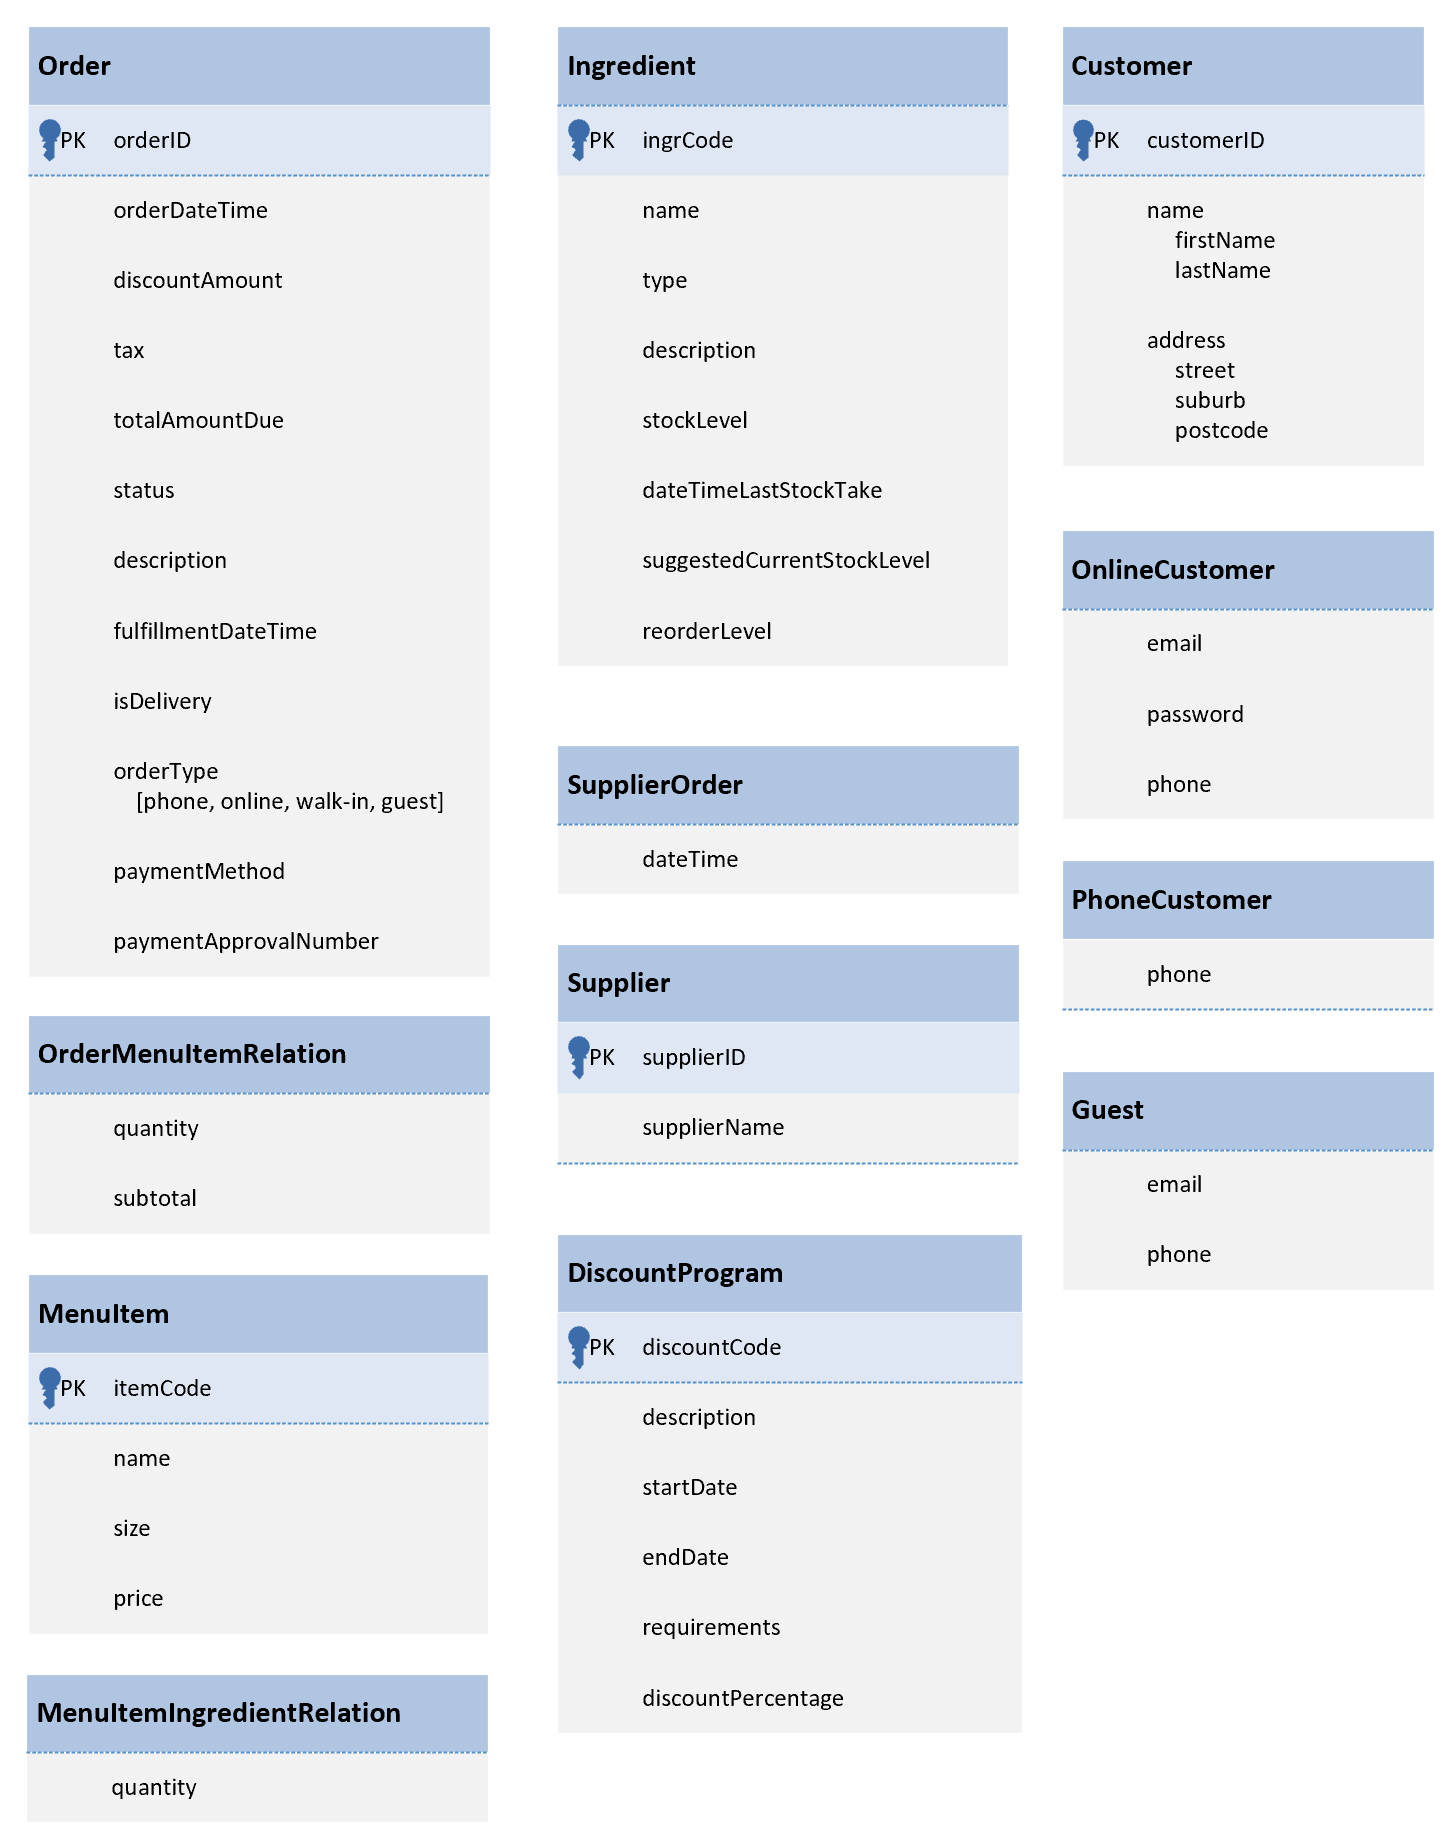 Order
PK orderID
orderDateTime
discountAmount
tax
totalAmountDue
status
description
fulfillmentDateTime
isDelivery
orderType
[phone, online, walk-in, guest]
paymentMethod
paymentApprovalNumber
OrderMenuItemRelation
quantity
subtotal
MenuItem
PK itemCode
name
size
price
MenuItemIngredientRelation
quantity
Ingredient
PK ingrCode
name
type
description
stockLevel
dateTimeLastStockTake
suggestedCurrentStockLevel
reorderLevel
SupplierOrder
dateTime
Supplier
PK supplierID
supplierName
DiscountProgram
PK discountCode
description
startDate
endDate
requirements
discountPercentage
Customer
PK customerID
name
firstName
lastName
address
street
suburb
postcode
OnlineCustomer
email
password
phone
PhoneCustomer
phone
Guest
email
phone